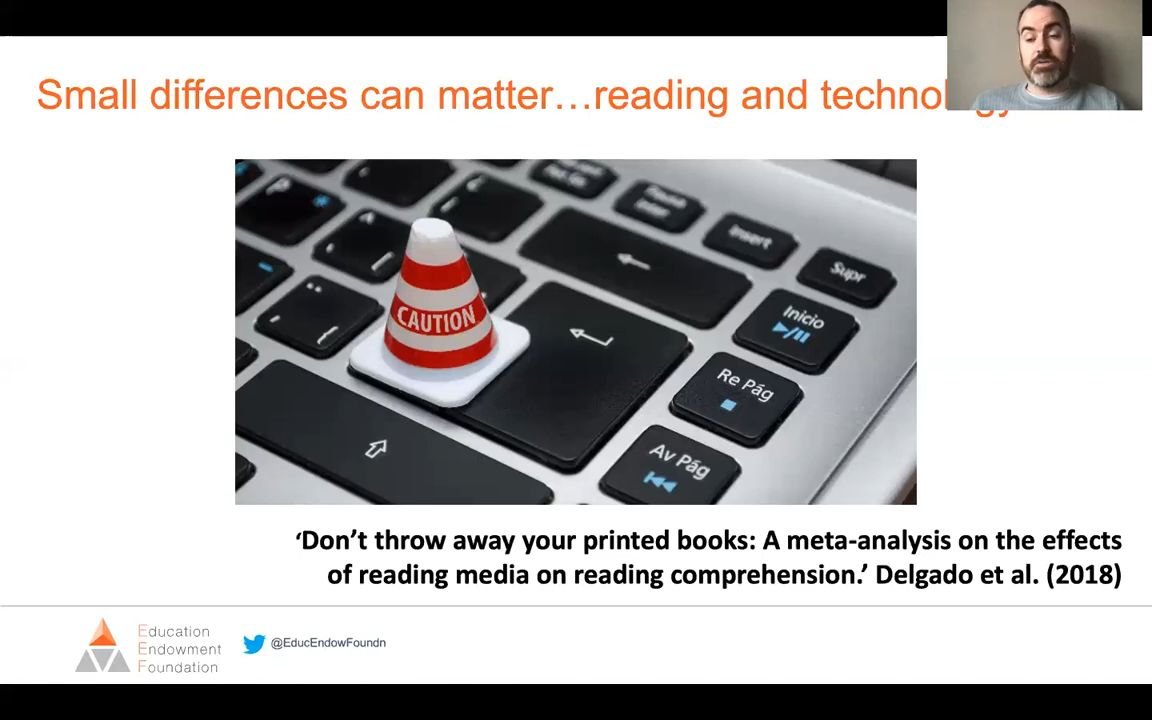 Small differences can matter…reading and technology
CAUTION
Insert
Supr
Inicio
Re Pág
Av Pág
‘Don’t throw away your printed books: A meta-analysis on the effects
of reading media on reading comprehension.’ Delgado et al. (2018)
Education
Endowment
Foundation
@EducEndowFoundn